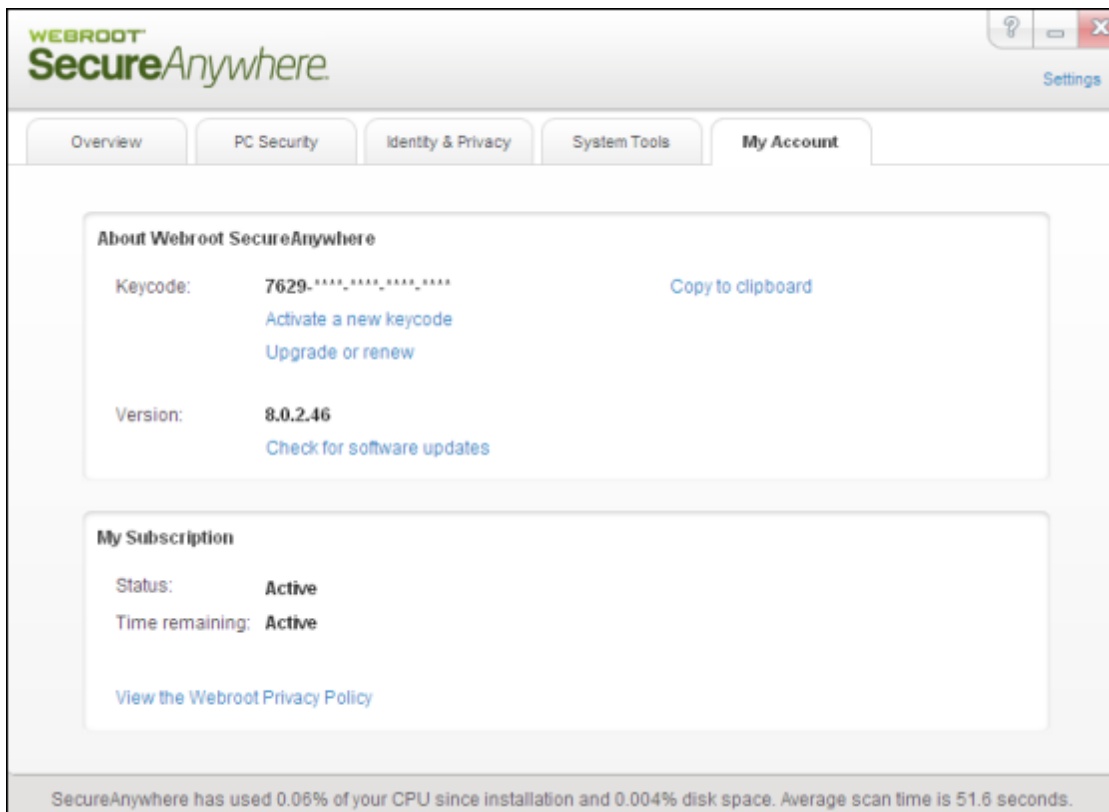 WEBROOT
SecureAnywhere.
Settings
Overview PC Security Identity & Privacy System Tools My Account
About Webroot SecureAnywhere
Keycode: 7629-****-****-****-**** Copy to clipboard
Activate a new keycode
Upgrade or renew
Version: 8.0.2.46
Check for software updates
My Subscription
Status: Active
Time remaining: Active
View the Webroot Privacy Policy
SecureAnywhere has used 0.06% of your CPU since installation and 0.004% disk space. Average scan time is 51.6 seconds.